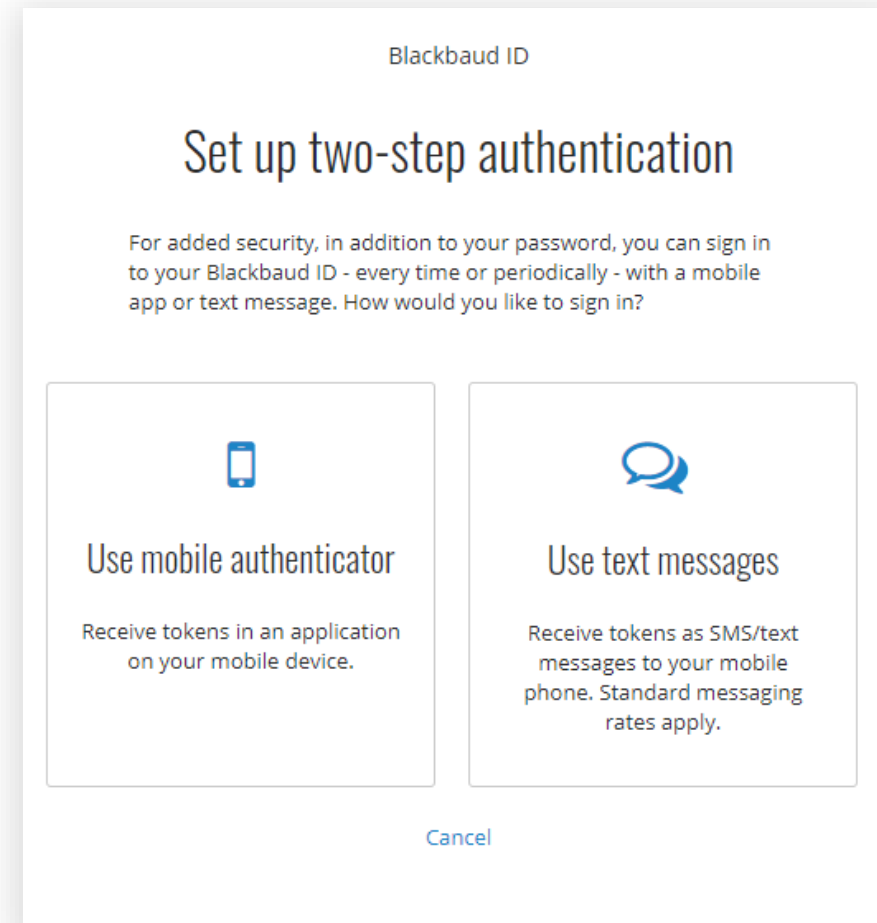 Blackbaud ID
Set up two-step authentication
For added security, in addition to your password, you can sign in
to your Blackbaud ID - every time or periodically - with a mobile
app or text message. How would you like to sign in?
Use mobile authenticator
Receive tokens in an application
on your mobile device.
Use text messages
Receive tokens as SMS/text
messages to your mobile
phone. Standard messaging
rates apply.
Cancel